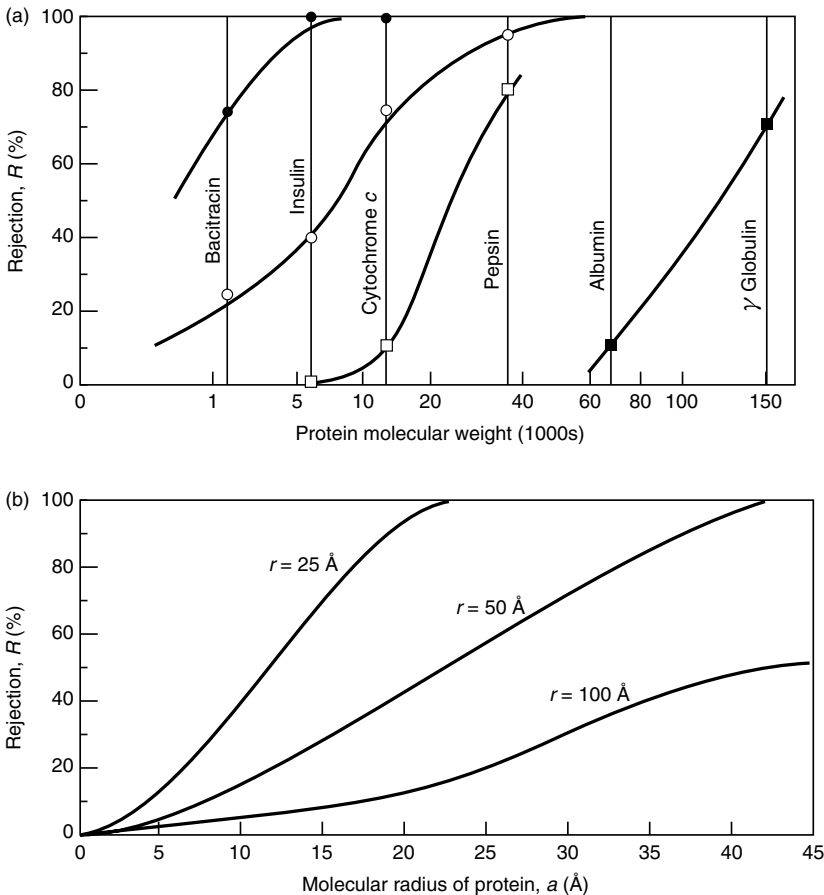 (a)
100
80
60
40
20
0
Rejection, R (%)
Bacitracin
Insulin
Cytochrome c
Pepsin
Albumin
γ Globulin
0 1 5 10 20 40 60 80 100 150
Protein molecular weight (1000s)
(b)
100
80
60
40
20
0
Rejection, R (%)
r = 25 Å
r = 50 Å
r = 100 Å
0 5 10 15 20 25 30 35 40 45
Molecular radius of protein, a (Å)